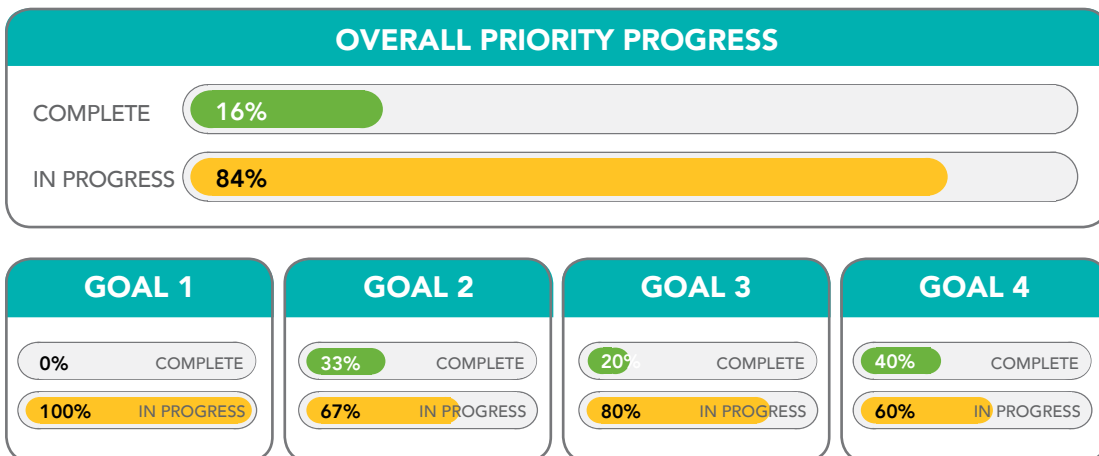 OVERALL PRIORITY PROGRESS
COMPLETE 16%
IN PROGRESS 84%
GOAL 1
0% COMPLETE
100% IN PROGRESS
GOAL 2
33% COMPLETE
67% IN PROGRESS
GOAL 3
20% COMPLETE
80% IN PROGRESS
GOAL 4
40% COMPLETE
60% IN PROGRESS